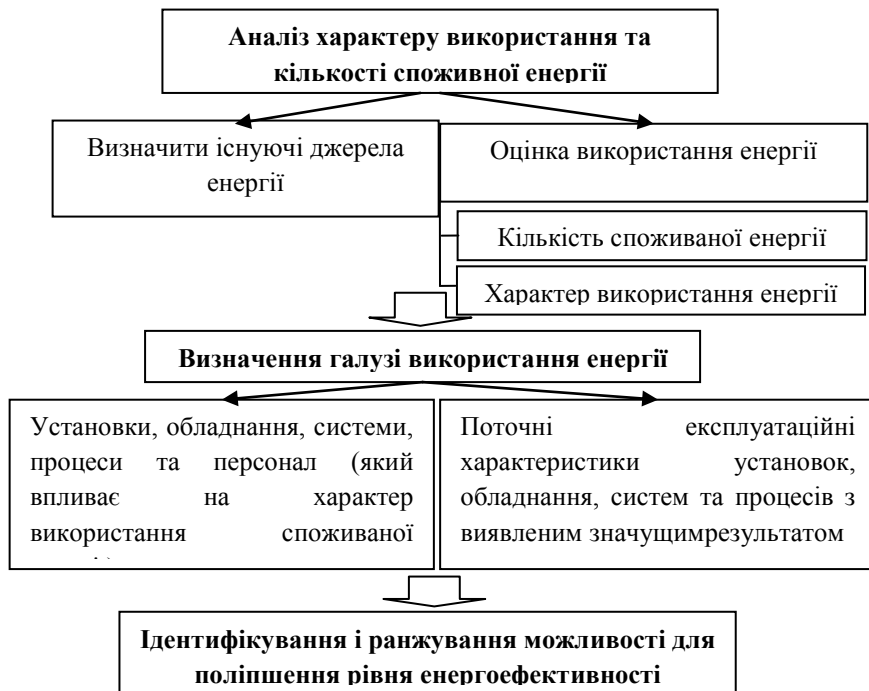 Аналіз характеру використання та
кількості споживної енергії
Визначити існуючі джерела
енергії
Оцінка використання енергії
Кількість споживаної енергії
Характер використання енергії
Визначення галузі використання енергії
Установки, обладнання, системи,
процеси та персонал (який
впливає на характер
використання споживаної
Поточні експлуатаційні
характеристики установок,
обладнання, систем та процесів з
виявленим значущимрезультатом
Ідентифікування і ранжування можливості для
поліпшення рівня енергоефективності